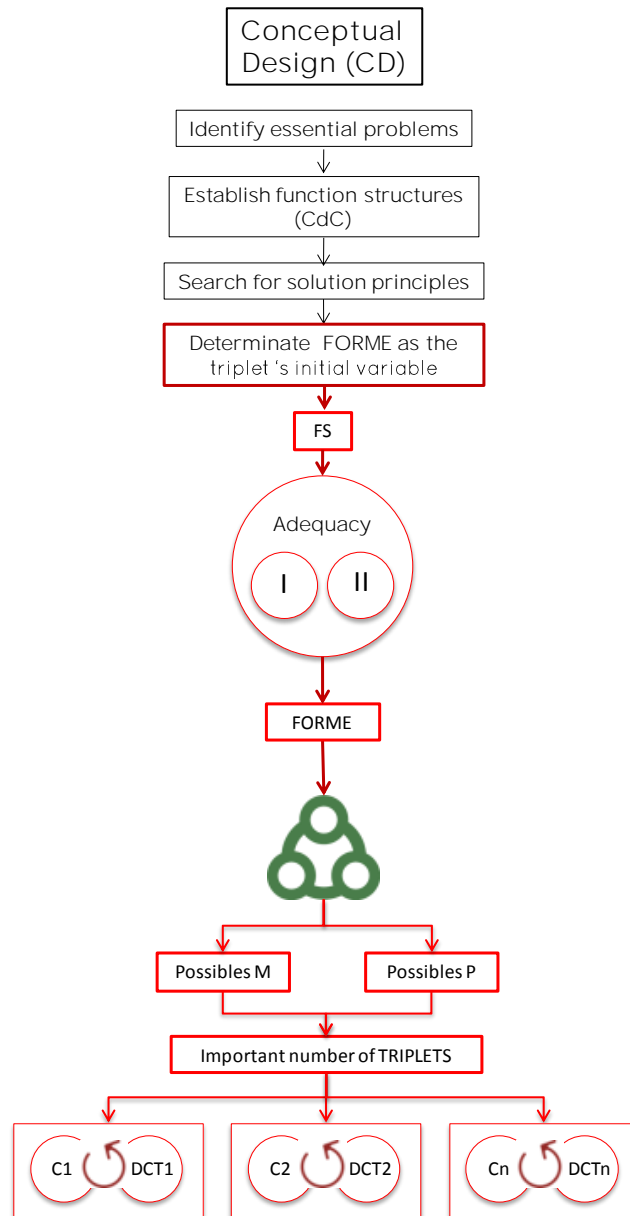 Conceptual
Design (CD)
Identify essential problems
Establish function structures
(CdC)
Search for solution principles
Determinate FORME as the
triplet 's initial variable
FS
Adequacy
I II
FORME
Possibles M Possibles P
Important number of TRIPLETS
C1 DCT1 C2 DCT2 Cn DCTn